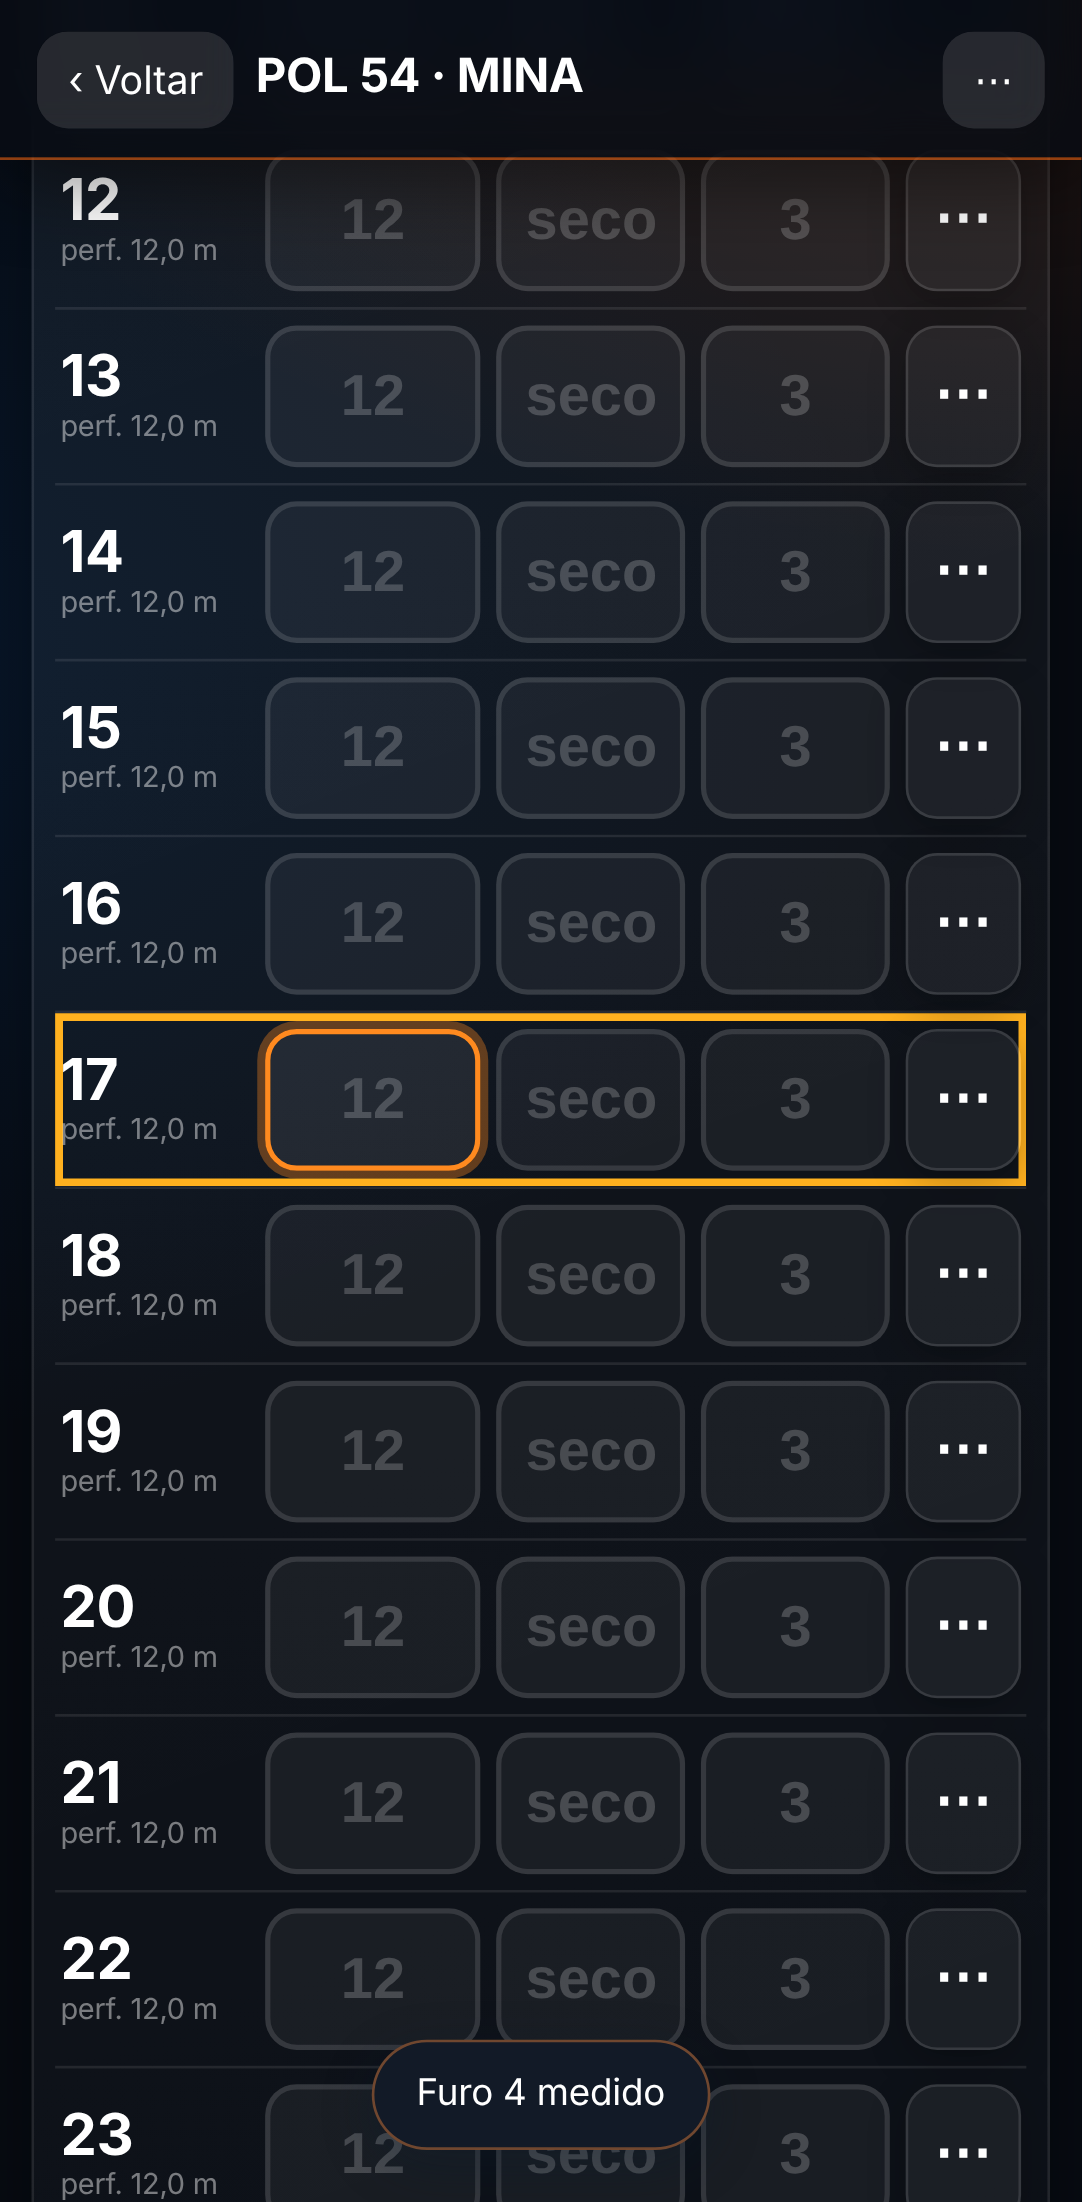 ‹ Voltar POL 54 · MINA ...
12 12 seco 3 ...
perf. 12,0 m
13 12 seco 3 ...
perf. 12,0 m
14 12 seco 3 ...
perf. 12,0 m
15 12 seco 3 ...
perf. 12,0 m
16 12 seco 3 ...
perf. 12,0 m
17 12 seco 3 ...
perf. 12,0 m
18 12 seco 3 ...
perf. 12,0 m
19 12 seco 3 ...
perf. 12,0 m
20 12 seco 3 ...
perf. 12,0 m
21 12 seco 3 ...
perf. 12,0 m
22 12 seco 3 ...
perf. 12,0 m
Furo 4 medido
23 12 seco 3 ...
perf. 12,0 m